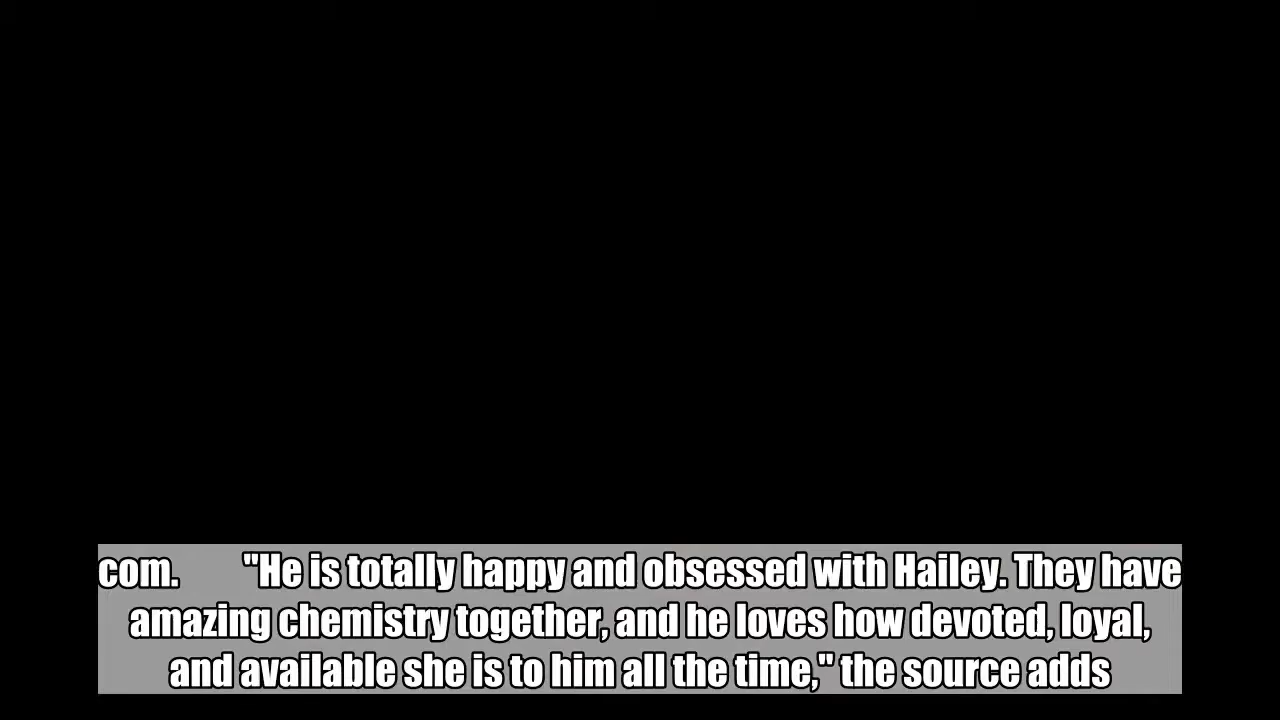 com. "He is totally happy and obsessed with Hailey. They have
amazing chemistry together, and he loves how devoted, loyal,
and available she is to him all the time," the source adds